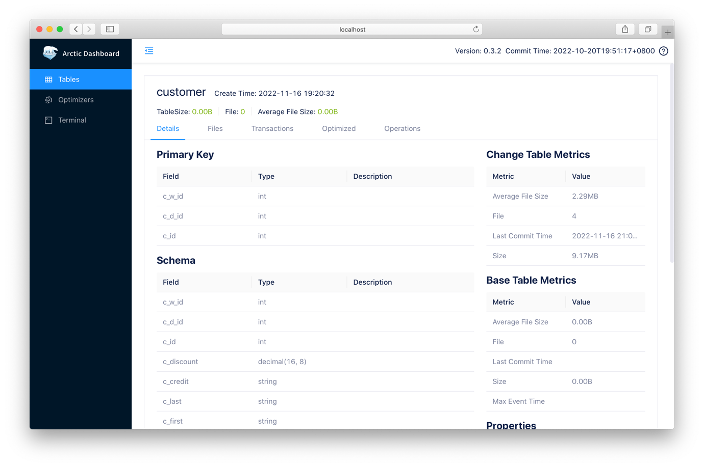 localhost
Arctic Dashboard
Version: 0.3.2 Commit Time: 2022-10-20T19:51:17+0800
Tables
Optimizers
Terminal
customer Create Time: 2022-11-16 19:20:32
TableSize: 0.00B File: 0 Average File Size: 0.00B
Details Files Transactions Optimized Operations
Primary Key
Field Type Description
c_w_id int
c_d_id int
c_id int
Schema
Field Type Description
c_w_id int
c_d_id int
c_id int
c_discount decimal(16, 8)
c_credit string
c_last string
c_first string
Change Table Metrics
Metric Value
Average File Size 2.29MB
File 4
Last Commit Time 2022-11-16 21:0...
Size 9.17MB
Base Table Metrics
Metric Value
Average File Size 0.00B
File 0
Last Commit Time
Size 0.00B
Max Event Time
Properties